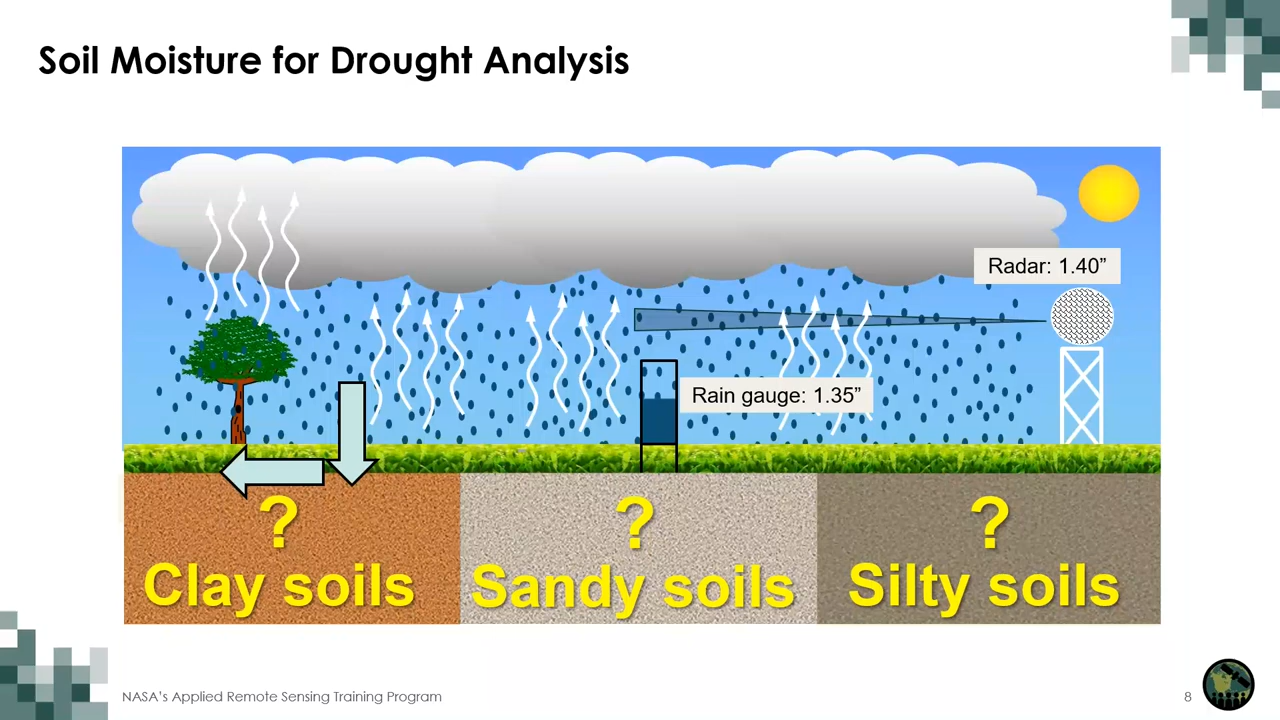 Soil Moisture for Drought Analysis
Radar: 1.40”
Rain gauge: 1.35”
? ? ?
Clay soils Sandy soils Silty soils
NASA’s Applied Remote Sensing Training Program 8